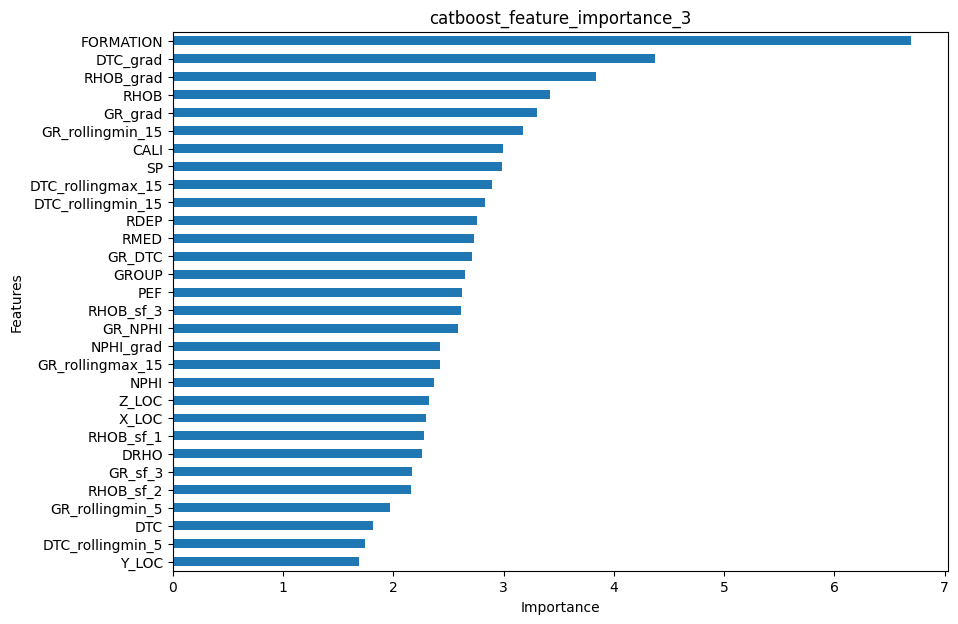 catboost_feature_importance_3
FORMATION
DTC_grad
RHOB_grad
RHOB
GR_grad
GR_rollingmin_15
CALI
SP
DTC_rollingmax_15
DTC_rollingmin_15
RDEP
RMED
GR_DTC
GROUP
PEF
RHOB_sf_3
GR_NPHI
NPHI_grad
GR_rollingmax_15
NPHI
Z_LOC
X_LOC
RHOB_sf_1
DRHO
GR_sf_3
RHOB_sf_2
GR_rollingmin_5
DTC
DTC_rollingmin_5
Y_LOC
Features
0 1 2 3 4 5 6 7
Importance